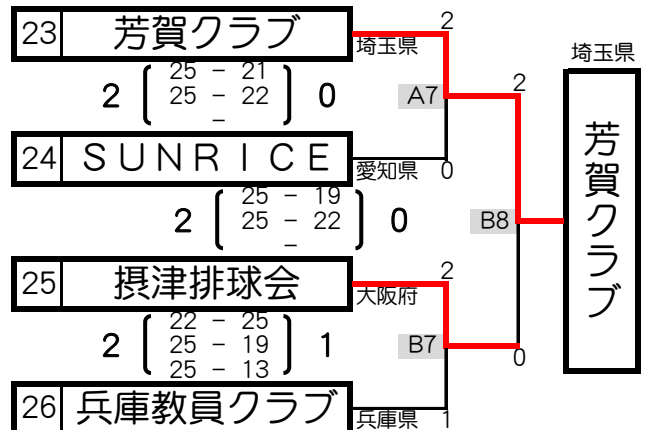 23 芳賀クラブ 埼玉県 2
2 25 - 21 0
25 - 22
-
A7
24 SUNRICE 愛知県 0
2 25 - 19 0
25 - 22
-
B8
2
0
25 摂津排球会 大阪府 2
2 22 - 25 1
25 - 19
25 - 13
B7
26 兵庫教員クラブ 兵庫県 1
埼玉県
芳賀クラブ